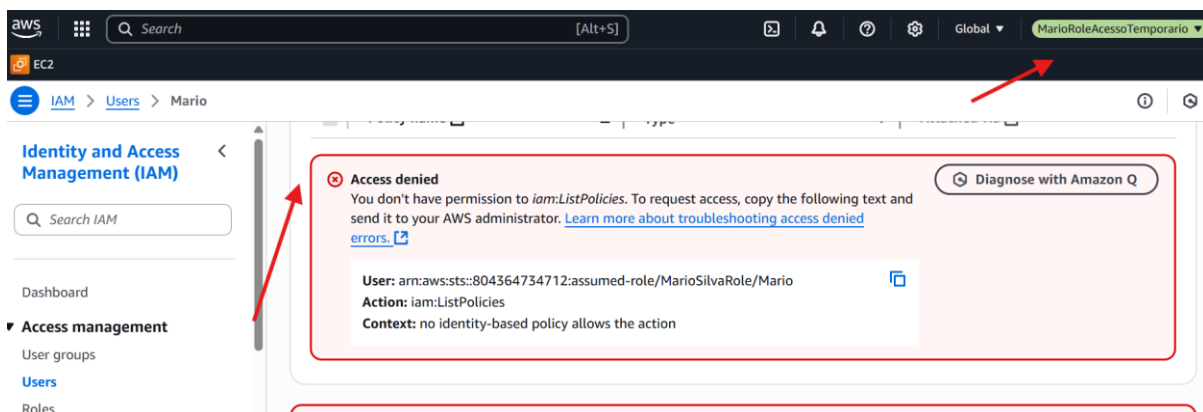 aws
Search
[Alt+S]
Global
MarioRoleAcessoTemporario
EC2
IAM > Users > Mario
Identity and Access
Management (IAM)
Search IAM
Dashboard
Access management
User groups
Users
Roles
Policy name
Type
Access denied
Diagnose with Amazon Q
You don't have permission to iam:ListPolicies. To request access, copy the following text and
send it to your AWS administrator. Learn more about troubleshooting access denied
errors.
User: arn:aws:sts::804364734712:assumed-role/MarioSilvaRole/Mario
Action: iam:ListPolicies
Context: no identity-based policy allows the action